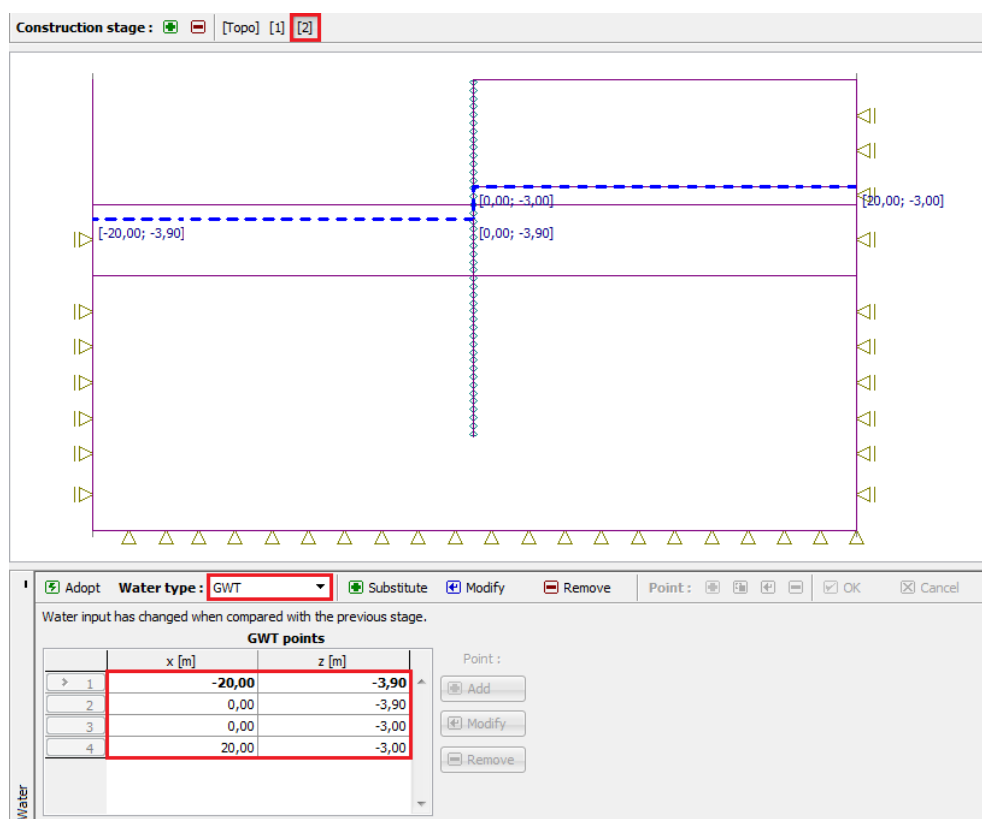 Construction stage : [Topo] [1] [2]
[0,00; -3,00]
[20,00; -3,00]
[-20,00; -3,90]
[0,00; -3,90]
Adopt Water type : GWT Substitute Modify Remove Point : OK Cancel
Water input has changed when compared with the previous stage.
GWT points
x [m] z [m] Point :
> 1 -20,00 -3,90 Add
2 0,00 -3,90
3 0,00 -3,00 Modify
4 20,00 -3,00
Remove
Water